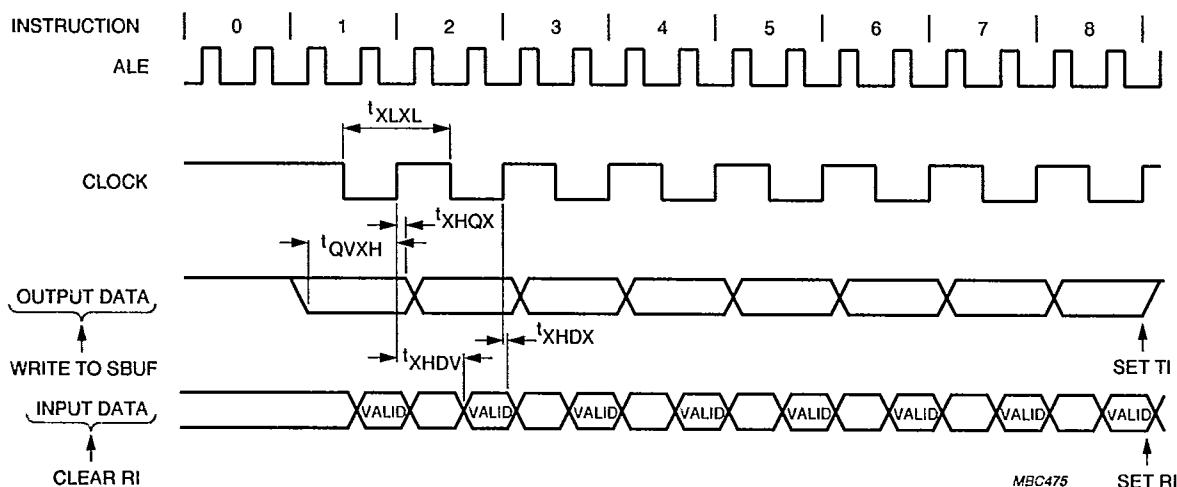 INSTRUCTION | 0 | 1 | 2 | 3 | 4 | 5 | 6 | 7 | 8 |
ALE
tXLXL
CLOCK
tXHQX
tQVXH
OUTPUT DATA
tXHDX
WRITE TO SBUF
tXHDV
SET TI
INPUT DATA
VALID VALID VALID VALID VALID VALID VALID VALID
CLEAR RI
MBC475
SET RI